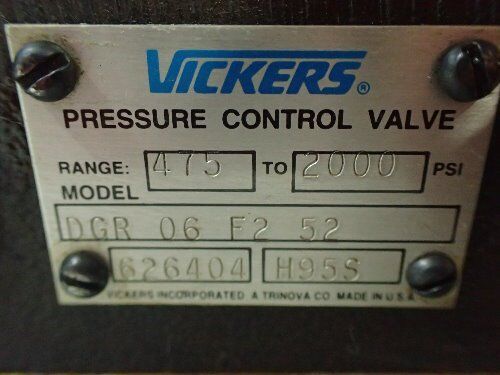 VICKERS®
PRESSURE CONTROL VALVE
RANGE: 475 TO 2000 PSI
MODEL
DGR 06 F2 52
626404 H95S
VICKERS INCORPORATED A TRINOVA CO. MADE IN U.S.A.